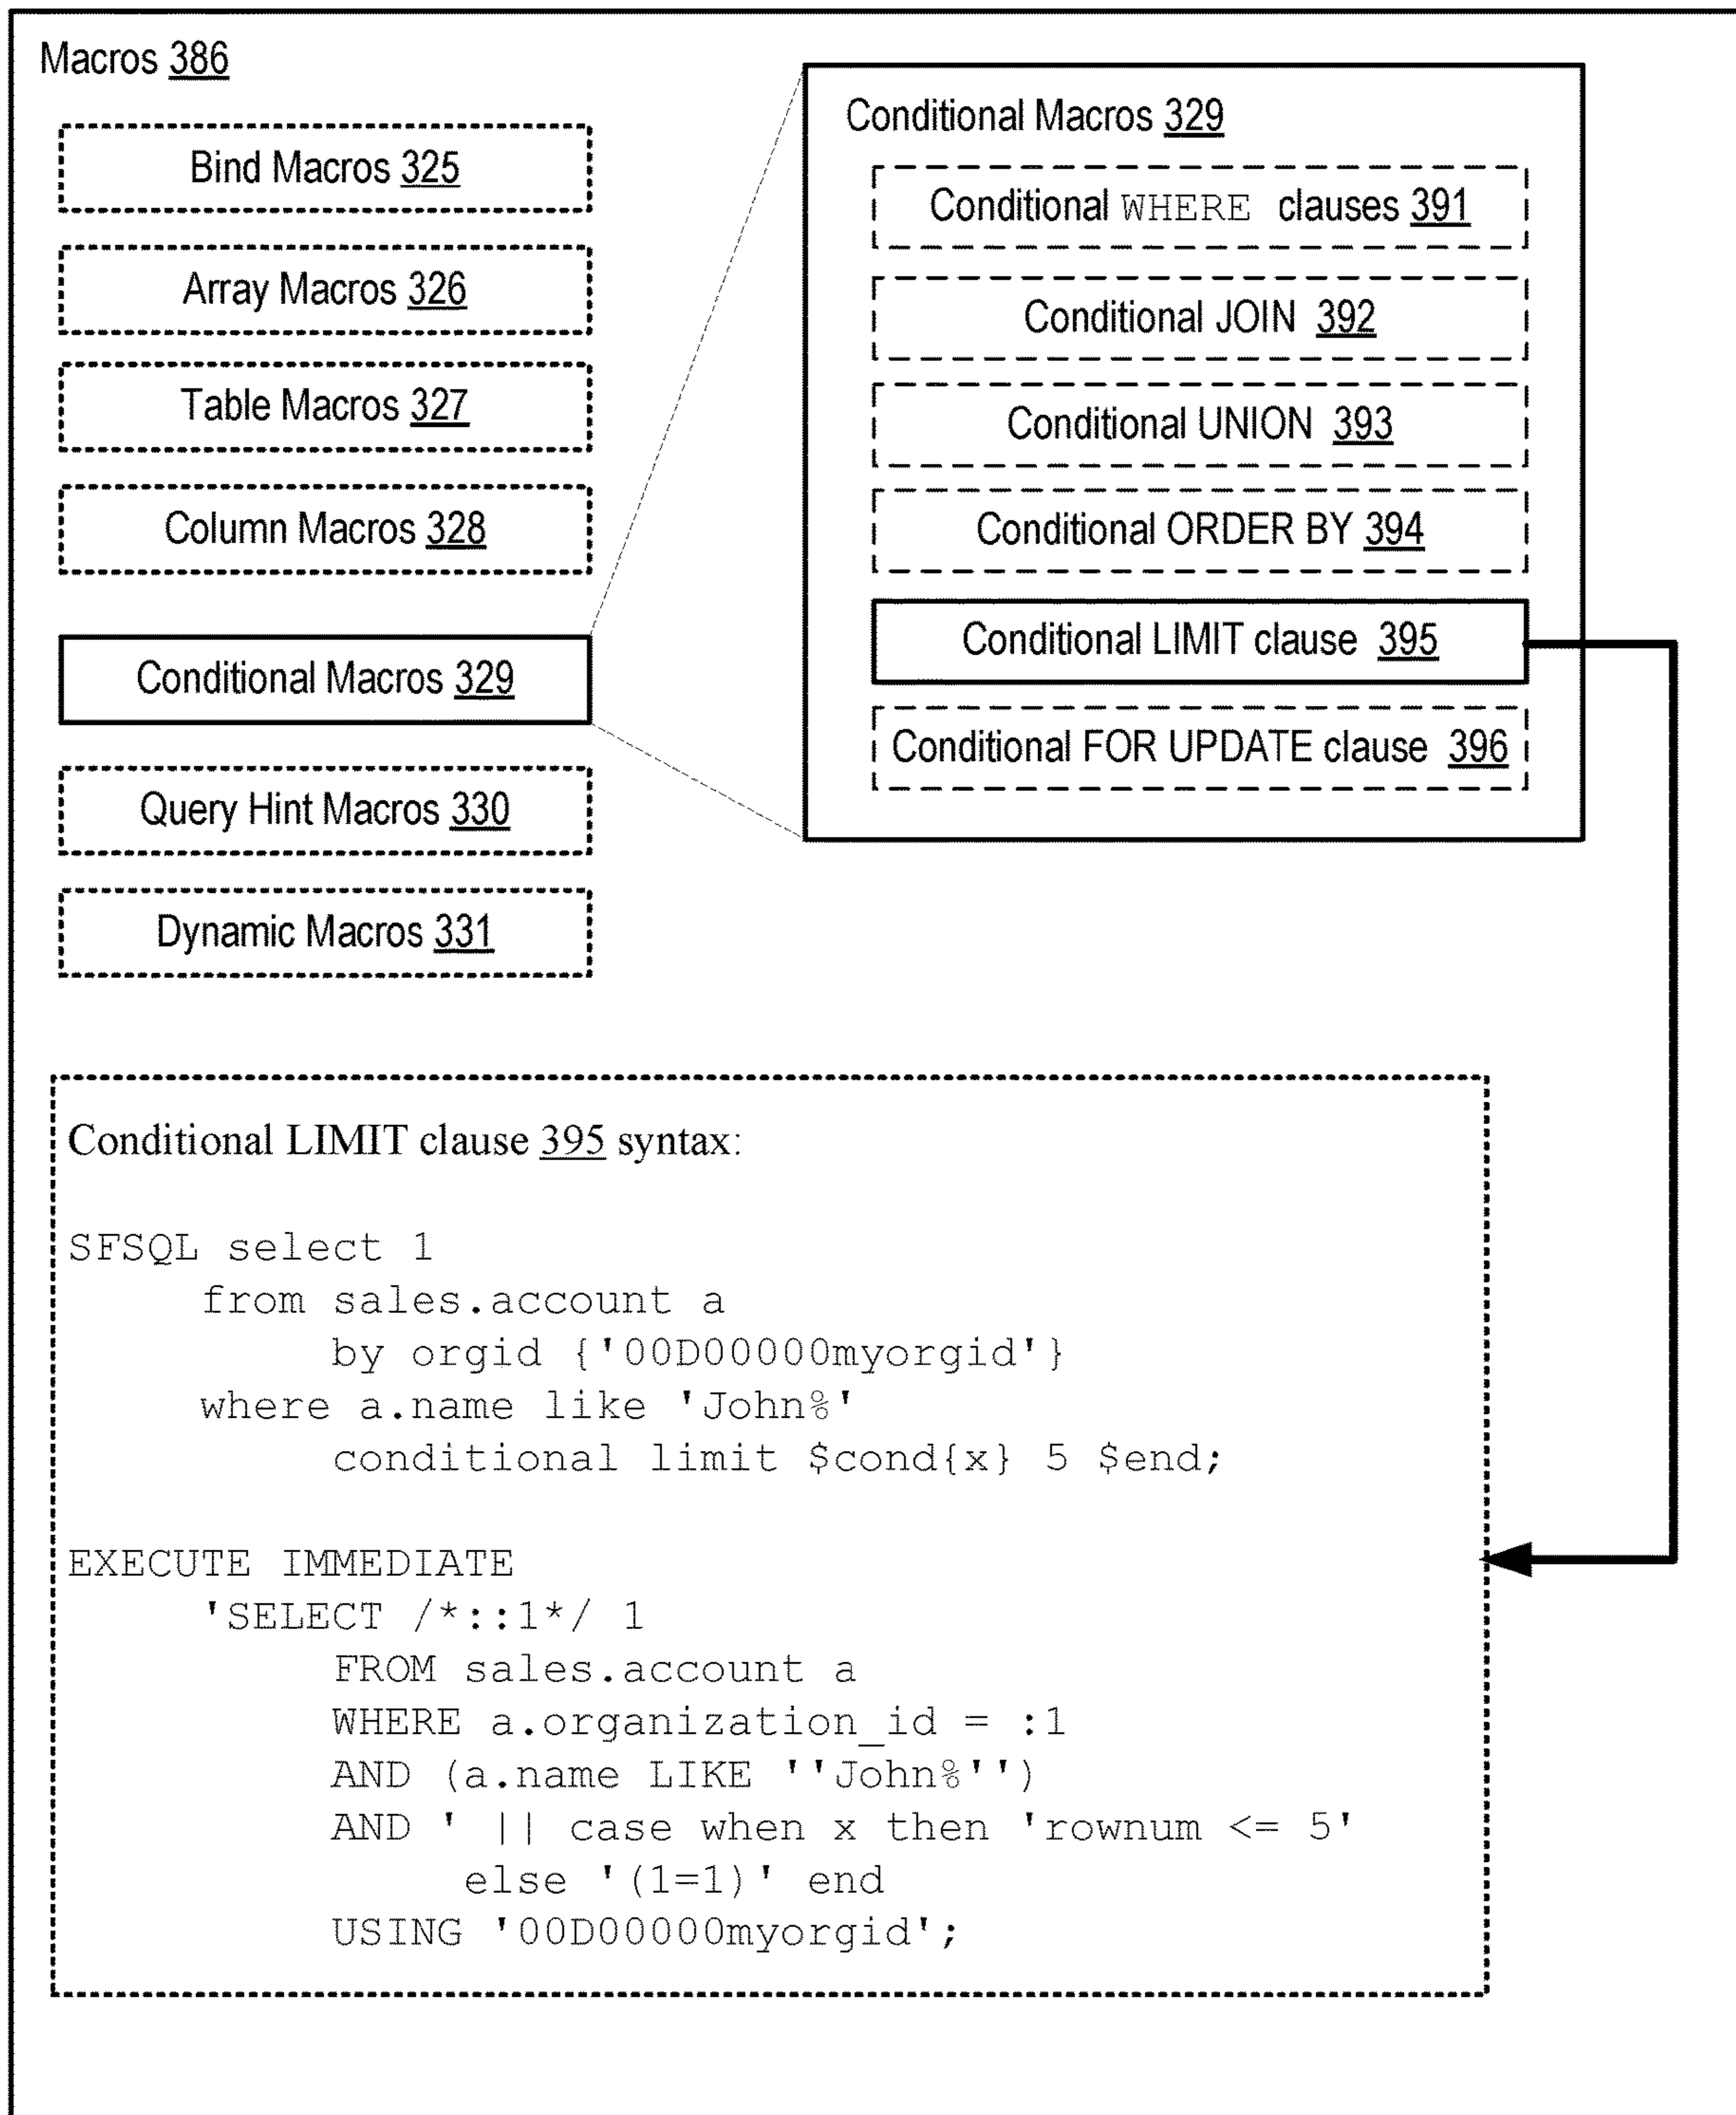 Macros 386
Bind Macros 325
Array Macros 326
Table Macros 327
Column Macros 328
Conditional Macros 329
Query Hint Macros 330
Dynamic Macros 331
Conditional Macros 329
Conditional WHERE clauses 391
Conditional JOIN 392
Conditional UNION 393
Conditional ORDER BY 394
Conditional LIMIT clause 395
Conditional FOR UPDATE clause 396
Conditional LIMIT clause 395 syntax:
SFSQL select 1
from sales.account a
by orgid {'00D00000myorgid'}
where a.name like 'John%'
conditional limit $cond{x} 5 $end;
EXECUTE IMMEDIATE
'SELECT /*::1*/ 1
FROM sales.account a
WHERE a.organization_id = :1
AND (a.name LIKE ''John%'')
AND ' || case when x then 'rownum <= 5'
else '(1=1)' end
USING '00D00000myorgid';